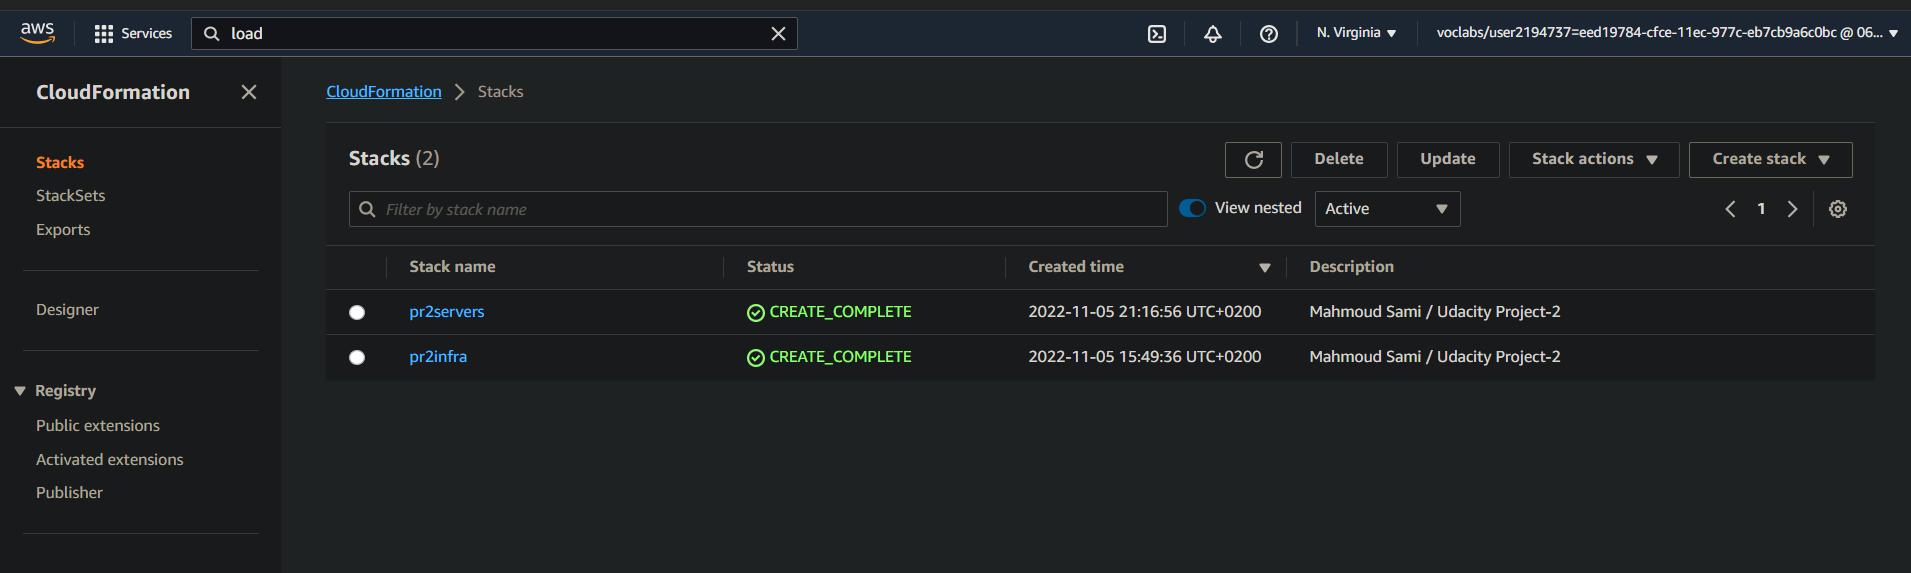 aws Services load N. Virginia voclabs/user2194737=eed19784-cfce-11ec-977c-eb7cb9a6c0bc @ 06...
CloudFormation
Stacks
StackSets
Exports
Designer
Registry
Public extensions
Activated extensions
Publisher
CloudFormation Stacks
Stacks (2) Delete Update Stack actions Create stack
Filter by stack name View nested Active 1
Stack name Status Created time Description
pr2servers CREATE_COMPLETE 2022-11-05 21:16:56 UTC+0200 Mahmoud Sami / Udacity Project-2
pr2infra CREATE_COMPLETE 2022-11-05 15:49:36 UTC+0200 Mahmoud Sami / Udacity Project-2